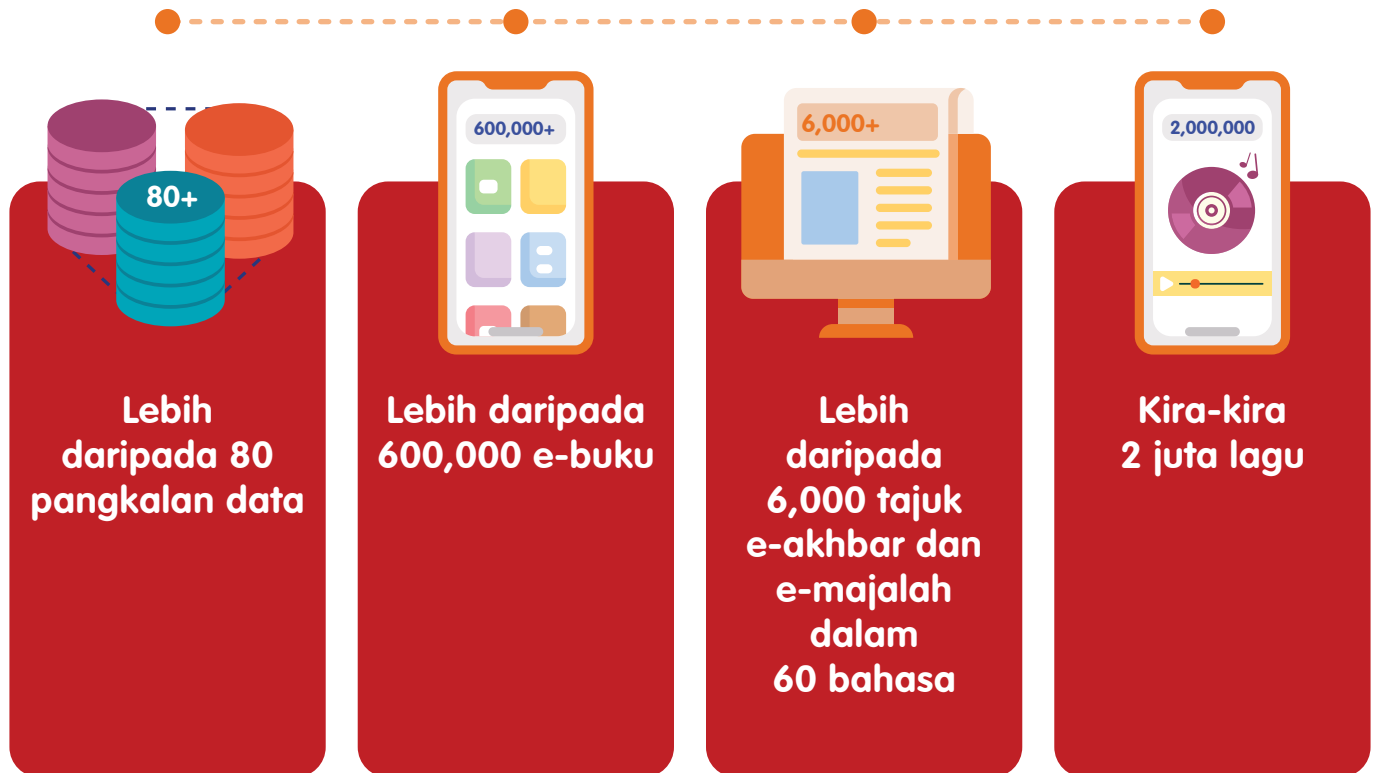 80+
Lebih
daripada 80
pangkalan data
600,000+
Lebih daripada
600,000 e-buku
6,000+
Lebih
daripada
6,000 tajuk
e-akhbar dan
e-majalah
dalam
60 bahasa
2,000,000
Kira-kira
2 juta lagu